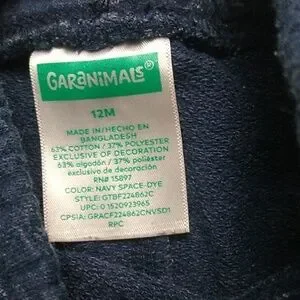 GARANIMALS®
12M
MADE IN/HECHO EN
BANGLADESH
63% COTTON / 37% POLYESTER
EXCLUSIVE OF DECORATION
63% algodón / 37% poliéster
exclusivo de decoración
RN# 15897
COLOR: NAVY SPACE-DYE
STYLE: GTBF224862C
UPC: 0 1520923965
CPSIA: GRACF224862CNVSD1
RPC